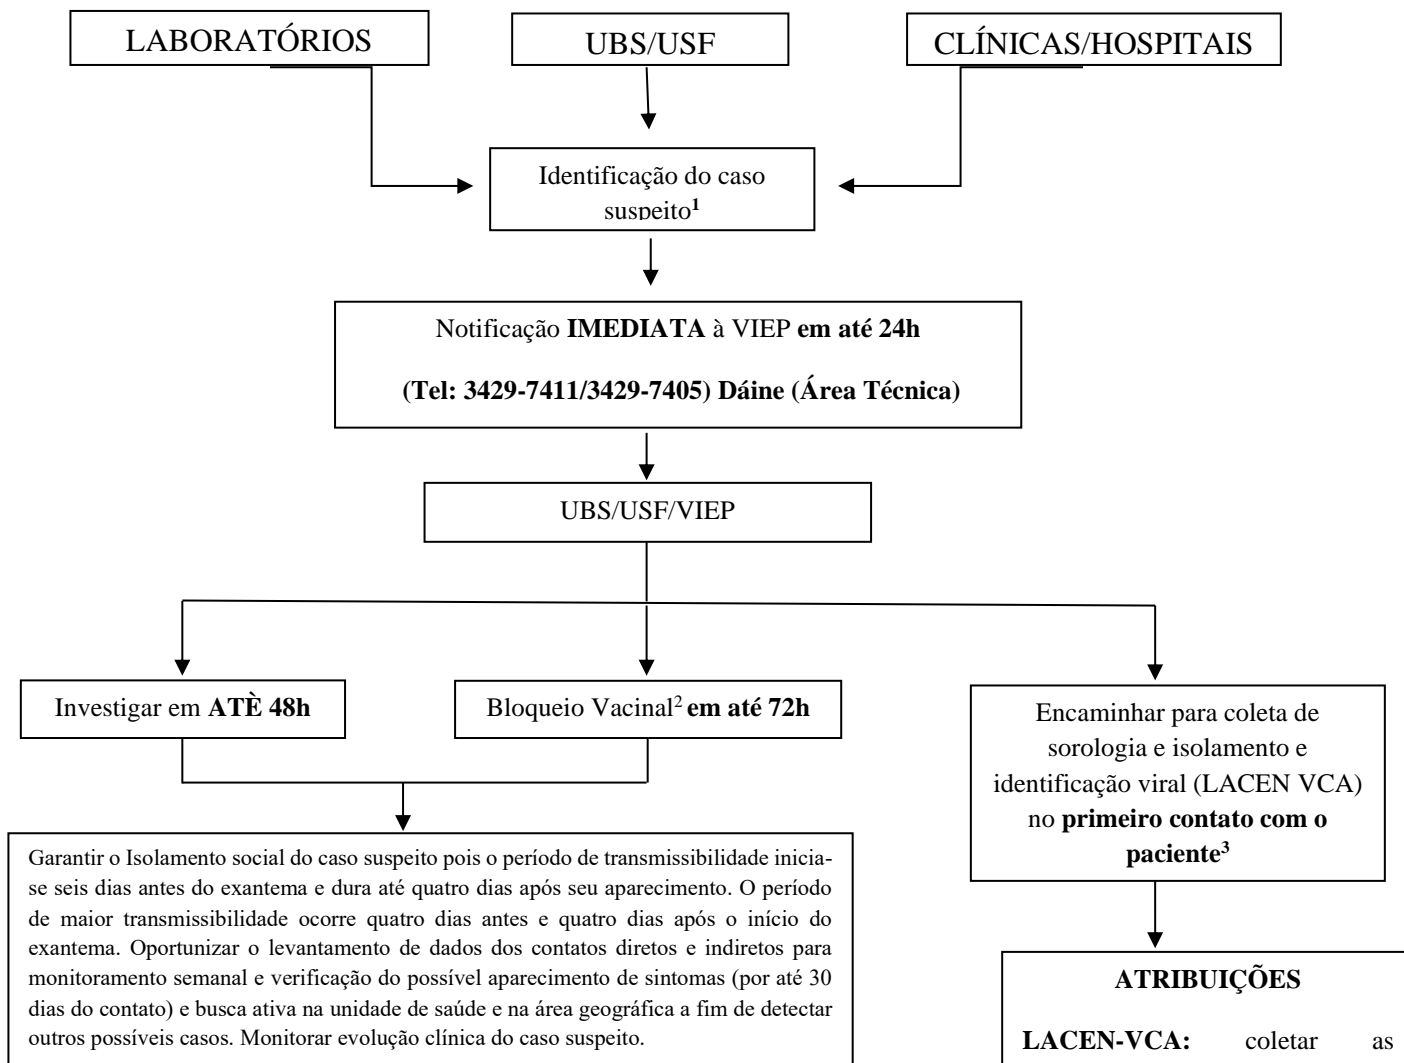 LABORATÓRIOS
UBS/USF
CLÍNICAS/HOSPITAIS
Identificação do caso
suspeito¹
Notificação IMEDIATA à VIEP em até 24h
(Tel: 3429-7411/3429-7405) Dáine (Área Técnica)
UBS/USF/VIEP
Investigar em ATÈ 48h
Bloqueio Vacinal² em até 72h
Encaminhar para coleta de
sorologia e isolamento e
identificação viral (LACEN VCA)
no primeiro contato com o
paciente³
Garantir o Isolamento social do caso suspeito pois o período de transmissibilidade inicia-
se seis dias antes do exantema e dura até quatro dias após seu aparecimento. O período
de maior transmissibilidade ocorre quatro dias antes e quatro dias após o início do
exantema. Oportunizar o levantamento de dados dos contatos diretos e indiretos para
monitoramento semanal e verificação do possível aparecimento de sintomas (por até 30
dias do contato) e busca ativa na unidade de saúde e na área geográfica a fim de detectar
outros possíveis casos. Monitorar evolução clínica do caso suspeito.
ATRIBUIÇÕES
LACEN-VCA: coletar as